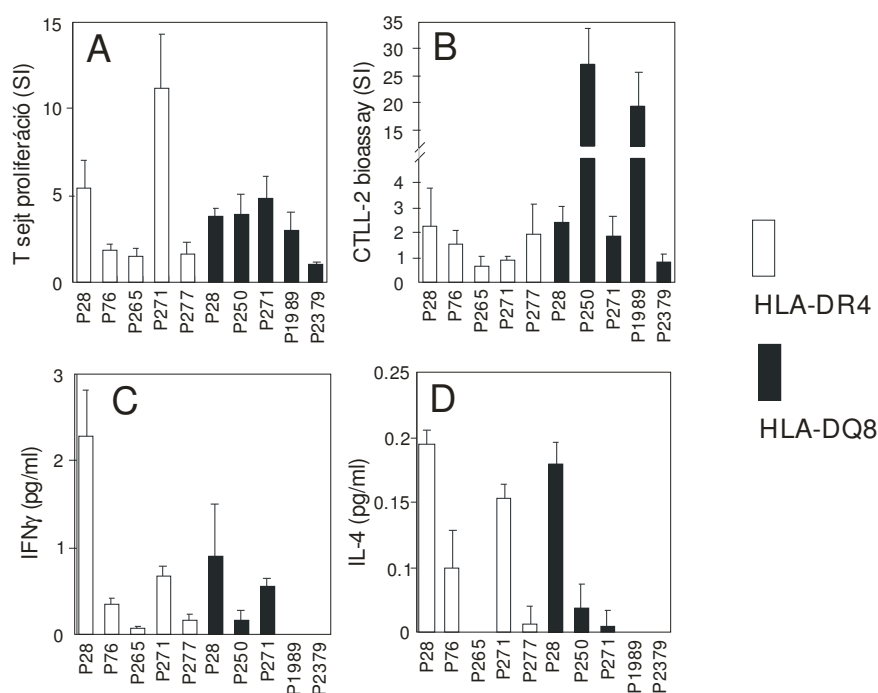 A
T sejt proliferáció (SI)
15
10
5
0
P28
P76
P265
P271
P277
P28
P250
P271
P1989
P2379
B
CTLL-2 bioassay (SI)
35
30
25
20
15
4
3
2
1
0
P28
P76
P265
P271
P277
P28
P250
P271
P1989
P2379
HLA-DR4
HLA-DQ8
C
IFNγ (pg/ml)
3
2
1
0
P28
P76
P265
P271
P277
P28
P250
P271
P1989
P2379
D
IL-4 (pg/ml)
0.25
0.2
0.15
0.1
0
P28
P76
P265
P271
P277
P28
P250
P271
P1989
P2379